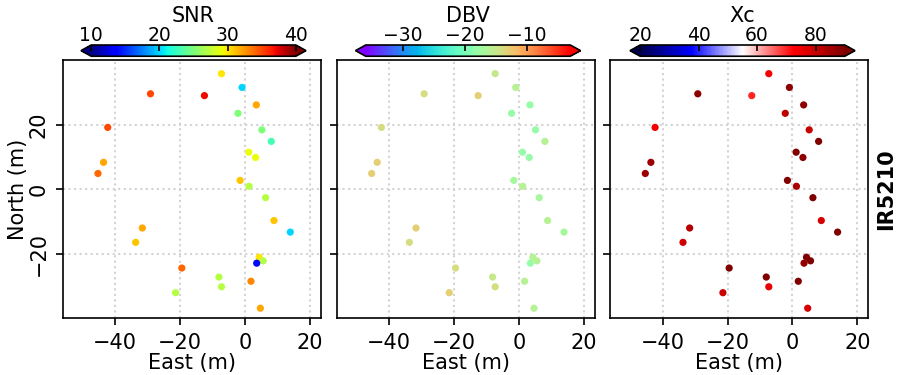 SNR DBV Xc
10 20 30 40 −30 −20 −10 20 40 60 80
North (m)
20
0
−20
−40 −20 0 20 −40 −20 0 20 −40 −20 0 20
East (m) East (m) East (m)
IR5210